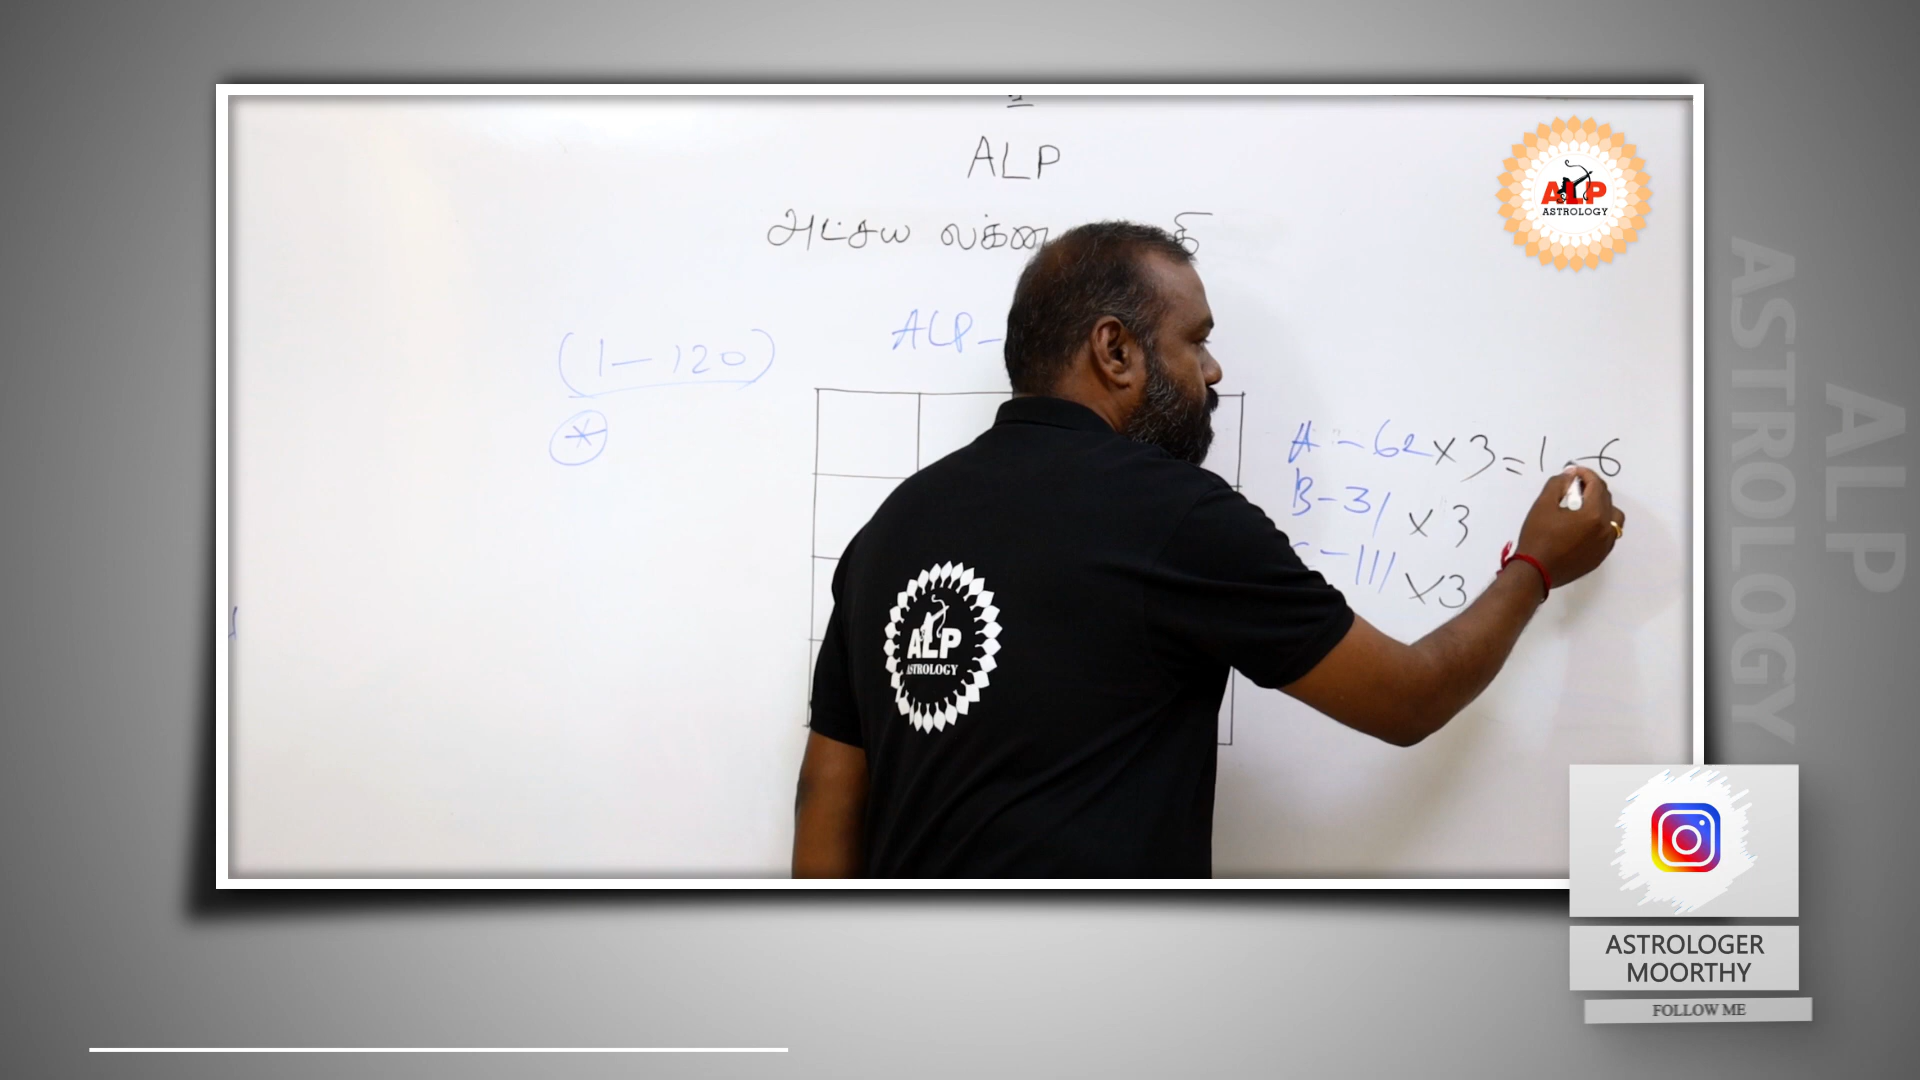 ALP
அட்சய லக்ன
ALP-
(1-120)
A - 62 x 3 = 1
B - 31 x 3
- 111 x 3
ALP
ASTROLOGY
ALP
ASTROLOGY
ALP
ASTROLOGY
ASTROLOGER
MOORTHY
FOLLOW ME